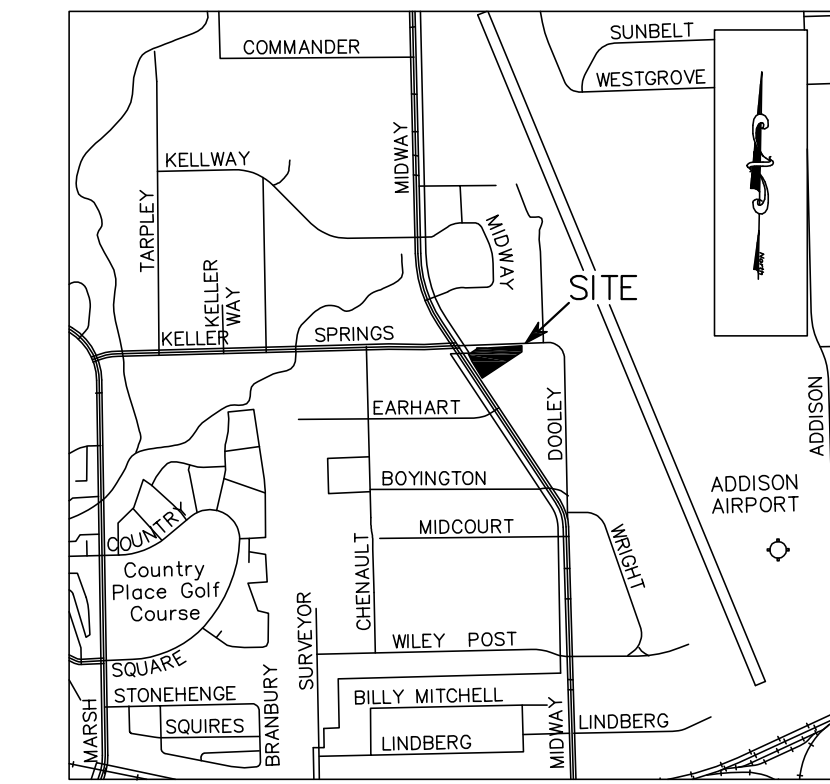 SUNBELT
COMMANDER
WESTGROVE
MIDWAY
KELLWAY
TARPLEY
MIDWAY
North
KELLER
WAY
SITE
KELLER
SPRINGS
EARHART
DOOLEY
ADDISON
BOYINGTON
ADDISON
AIRPORT
COUNTRY
MIDCOURT
WRIGHT
CHENAULT
Country
Place Golf
Course
SURVEYOR
WILEY POST
SQUARE
STONEHENGE
BILLY MITCHELL
BRANBURY
MARSH
SQUIRES
MIDWAY
LINDBERG
LINDBERG